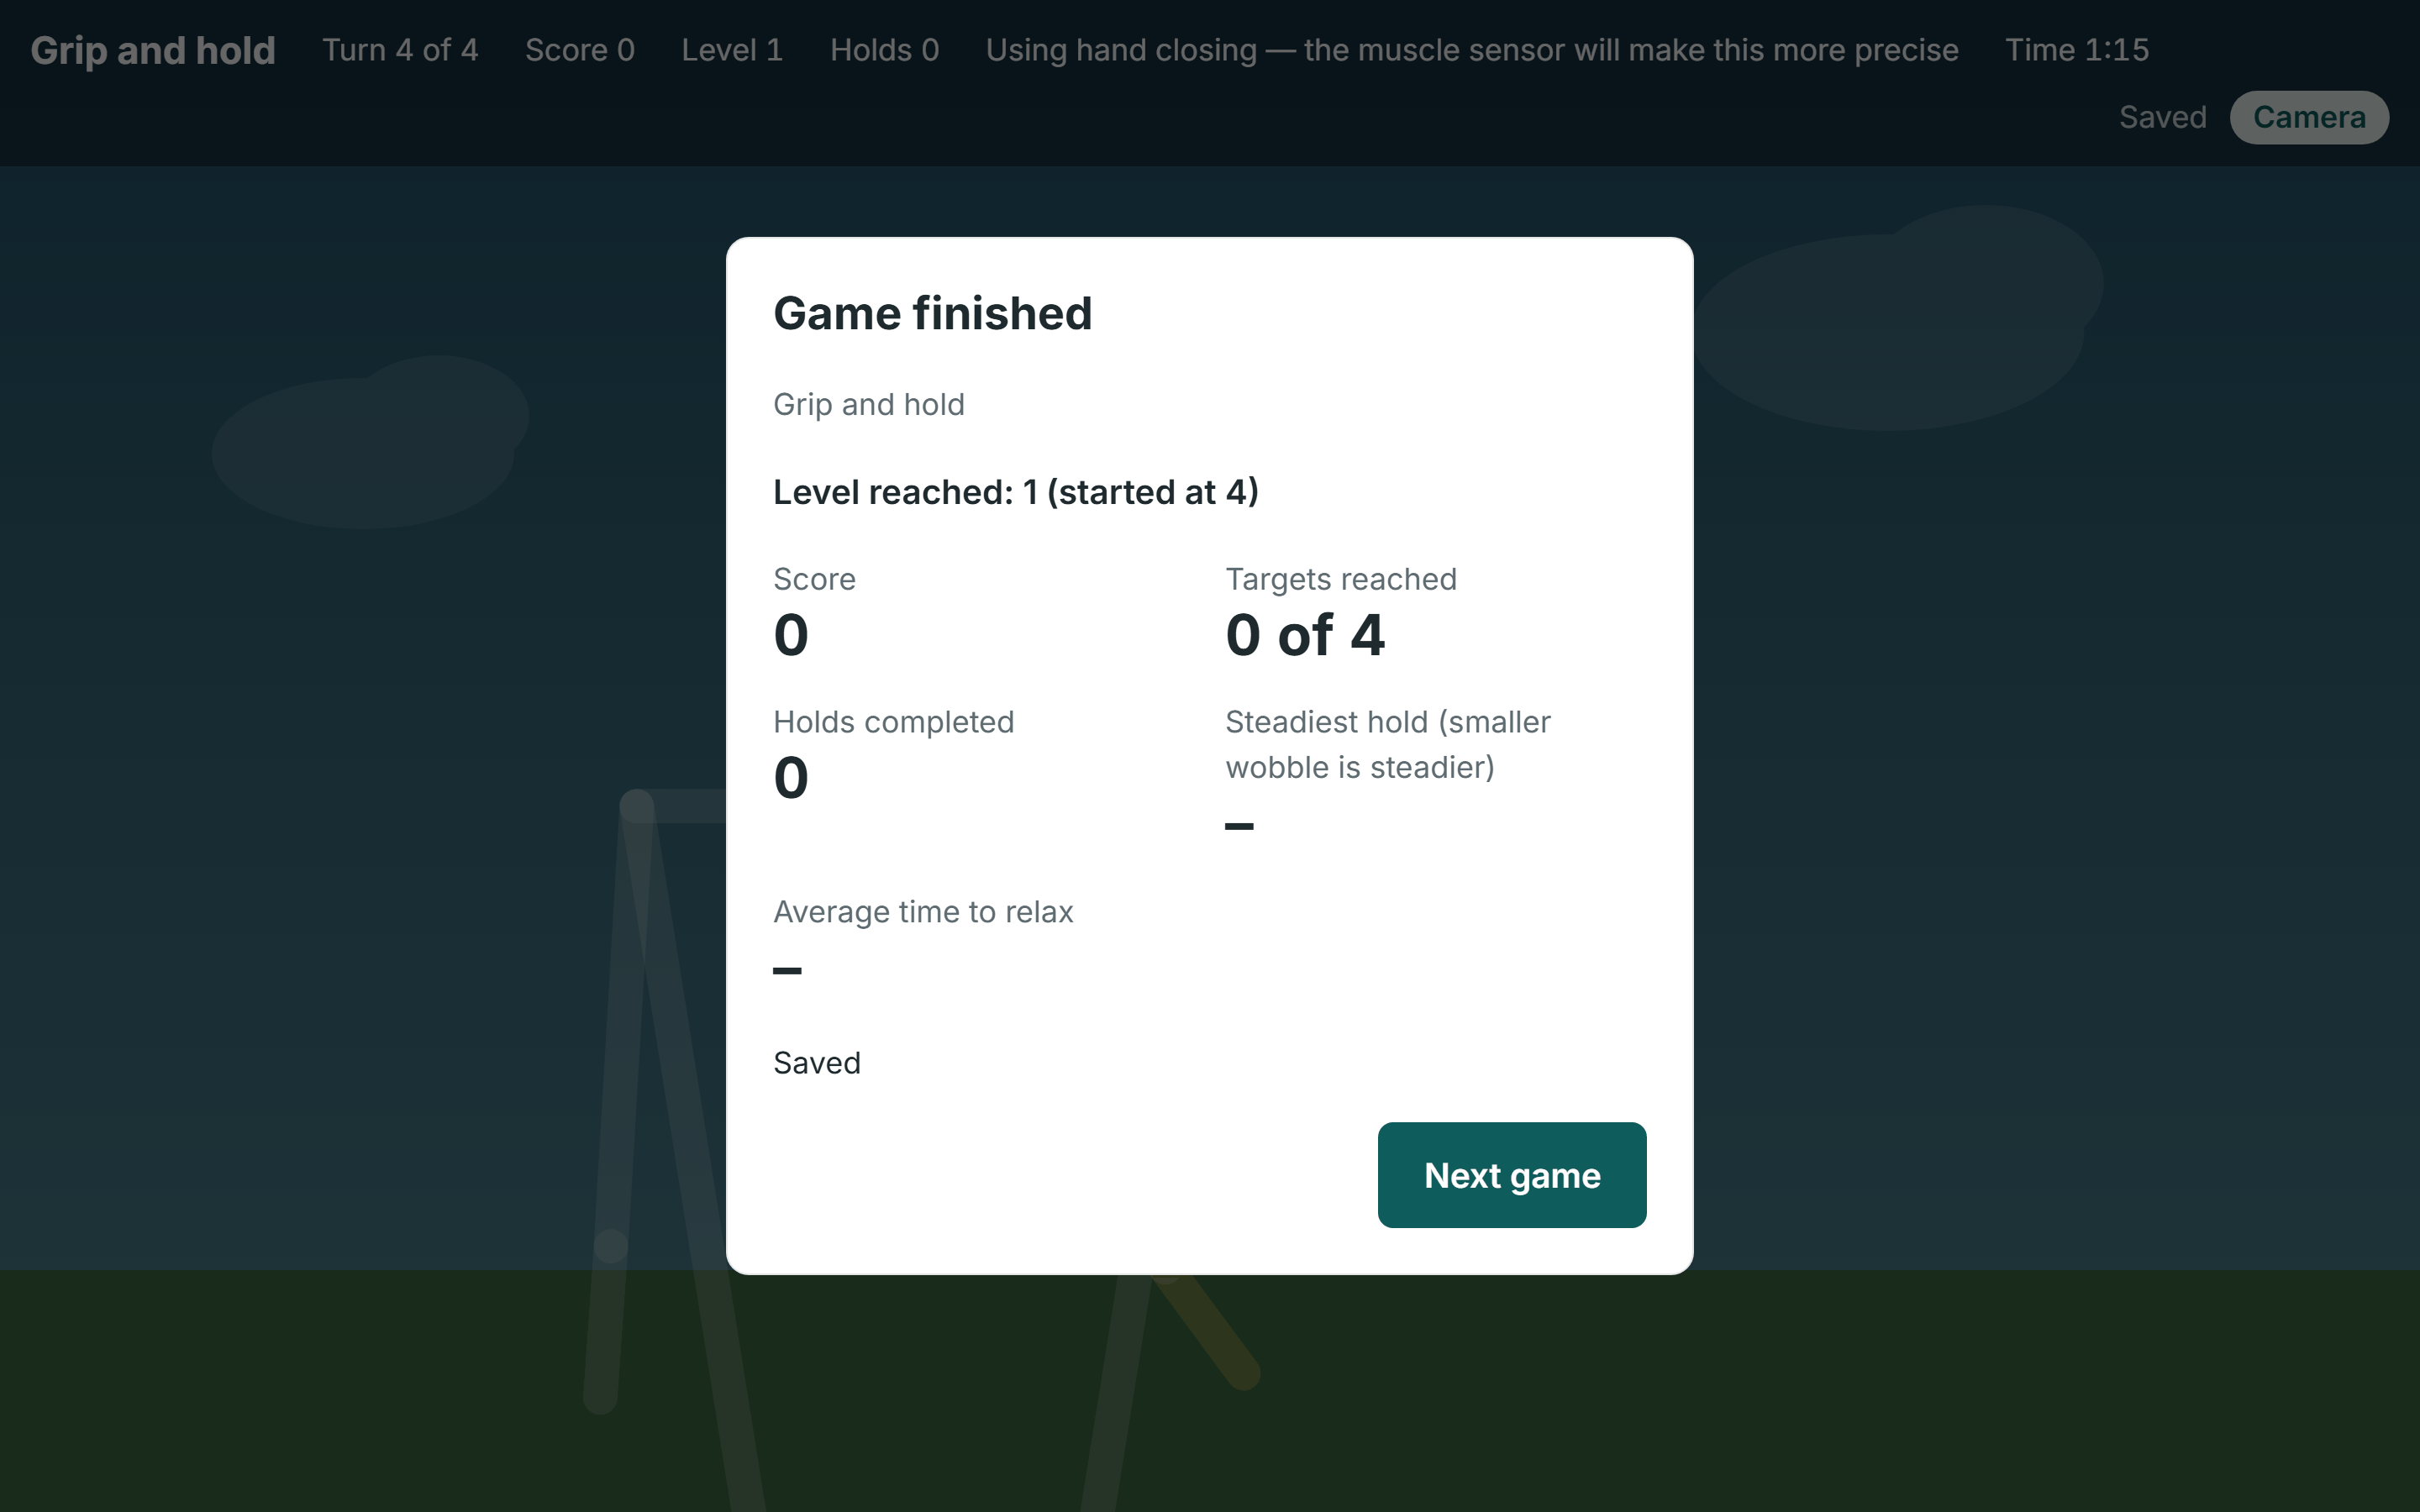 Grip and hold Turn 4 of 4 Score 0 Level 1 Holds 0 Using hand closing — the muscle sensor will make this more precise Time 1:15
Saved Camera
Game finished
Grip and hold
Level reached: 1 (started at 4)
Score
0
Targets reached
0 of 4
Holds completed
0
Steadiest hold (smaller
wobble is steadier)
–
Average time to relax
–
Saved
Next game